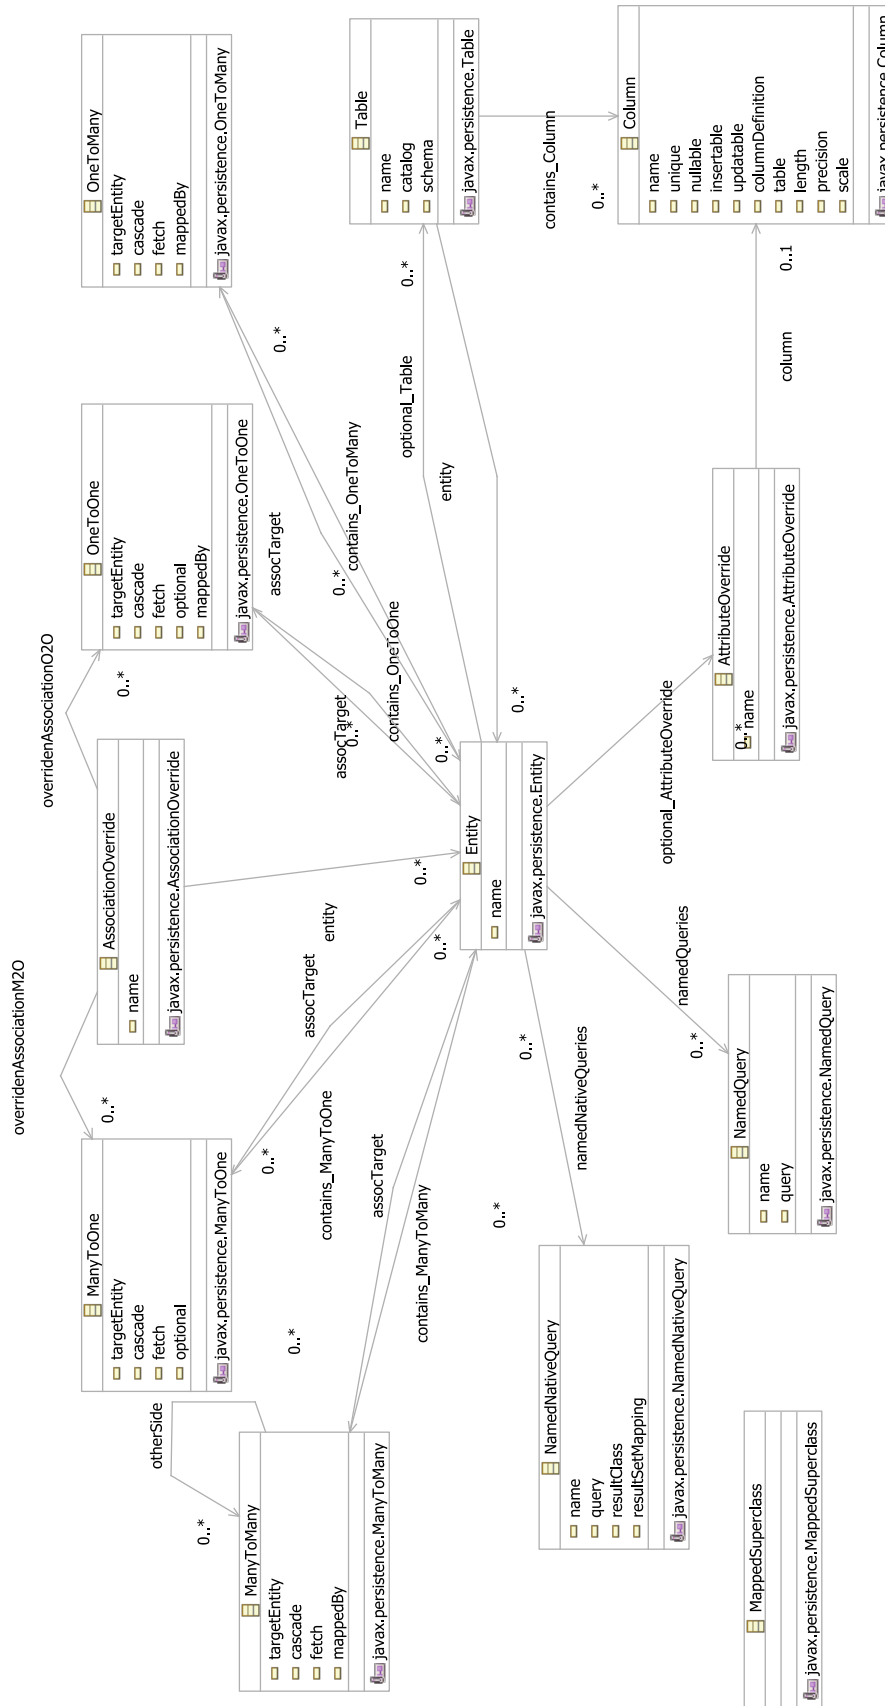 OneToMany
targetEntity
cascade
fetch
mappedBy
javax.persistence.OneToMany
Table
name
catalog
schema
javax.persistence.Table
Column
name
unique
nullable
insertable
updatable
columnDefinition
table
length
precision
scale
javax.persistence.Column
contains_Column
0..*
0..*
optional_Table
0..*
entity
0..*
contains_OneToMany
0..*
0..*
OneToOne
targetEntity
cascade
fetch
optional
mappedBy
javax.persistence.OneToOne
assocTarget
contains_OneToOne
assocTarget
0..*
overridenAssociationO2O
0..*
0..1
column
AttributeOverride
name
javax.persistence.AttributeOverride
0..*
optional_AttributeOverride
AssociationOverride
name
javax.persistence.AssociationOverride
entity
0..*
Entity
name
javax.persistence.Entity
overridenAssociationM2O
0..*
assocTarget
0..*
contains_ManyToOne
0..*
ManyToOne
targetEntity
cascade
fetch
optional
javax.persistence.ManyToOne
assocTarget
0..*
contains_ManyToMany
0..*
otherSide
0..*
ManyToMany
targetEntity
cascade
fetch
mappedBy
javax.persistence.ManyToMany
namedNativeQueries
0..*
NamedNativeQuery
name
query
resultClass
resultSetMapping
javax.persistence.NamedNativeQuery
namedQueries
0..*
NamedQuery
name
query
javax.persistence.NamedQuery
MappedSuperclass
javax.persistence.MappedSuperclass